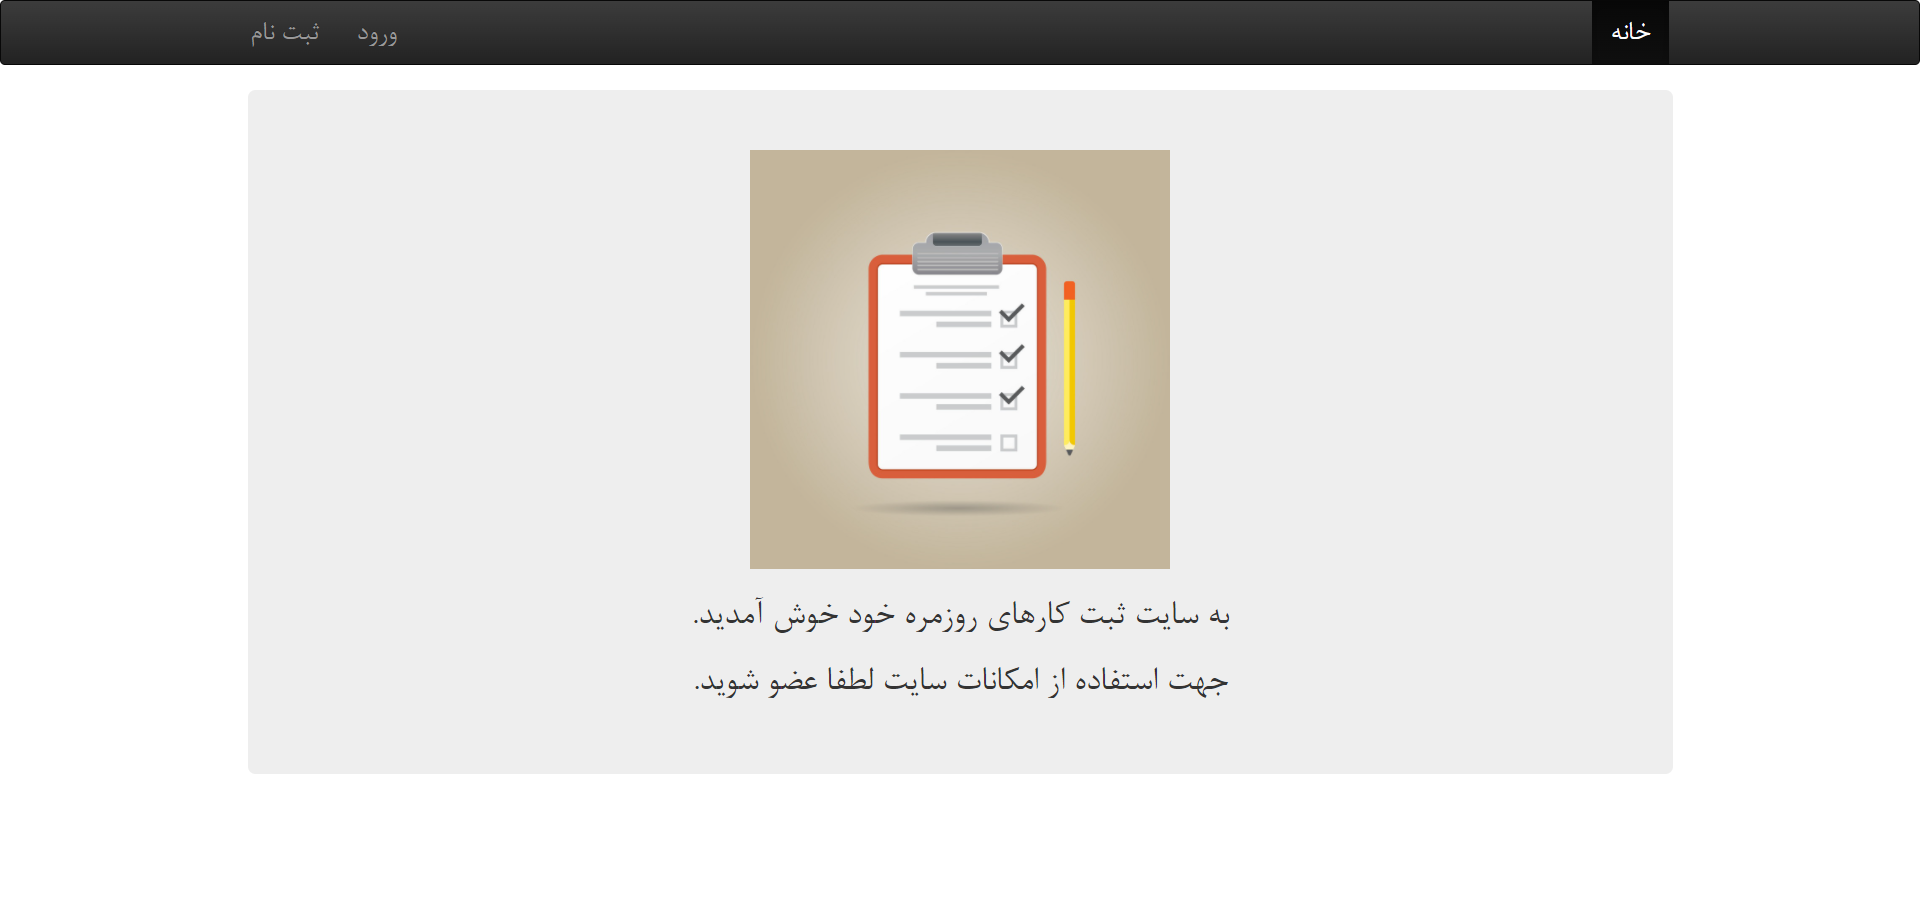 خانه
ورود
ثبت نام
به سایت ثبت کارهای روزمره خود خوش آمدید.
جهت استفاده از امکانات سایت لطفا عضو شوید.